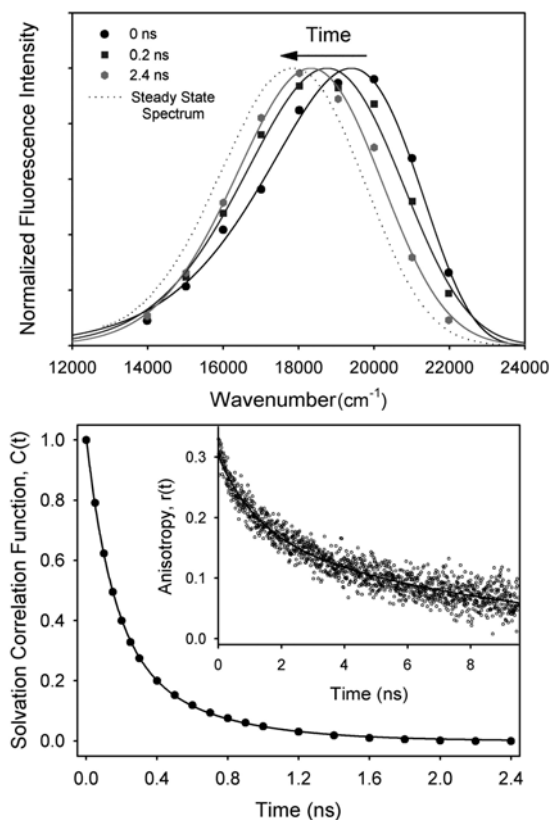 Time
0 ns
0.2 ns
2.4 ns
Steady State
Spectrum
Normalized Fluorescence Intensity
12000 14000 16000 18000 20000 22000 24000
Wavenumber(cm⁻¹)
Solvation Correlation Function, C(t)
1.0
0.8
0.6
0.4
0.2
0.0
Anisotropy, r(t)
0.3
0.2
0.1
0.0
0 2 4 6 8
Time (ns)
0.0 0.4 0.8 1.2 1.6 2.0 2.4
Time (ns)